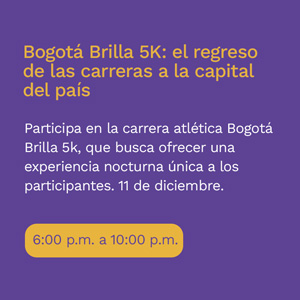 Bogotá Brilla 5K: el regreso
de las carreras a la capital
del país
Participa en la carrera atlética Bogotá
Brilla 5k, que busca ofrecer una
experiencia nocturna única a los
participantes. 11 de diciembre.
6:00 p.m. a 10:00 p.m.